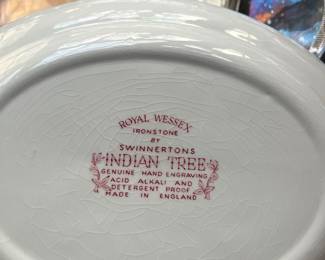 ROYAL WESSEX
IRONSTONE
BY
SWINNERTONS
INDIAN TREE
GENUINE HAND ENGRAVING
ACID ALKALI AND
DETERGENT PROOF
MADE IN ENGLAND